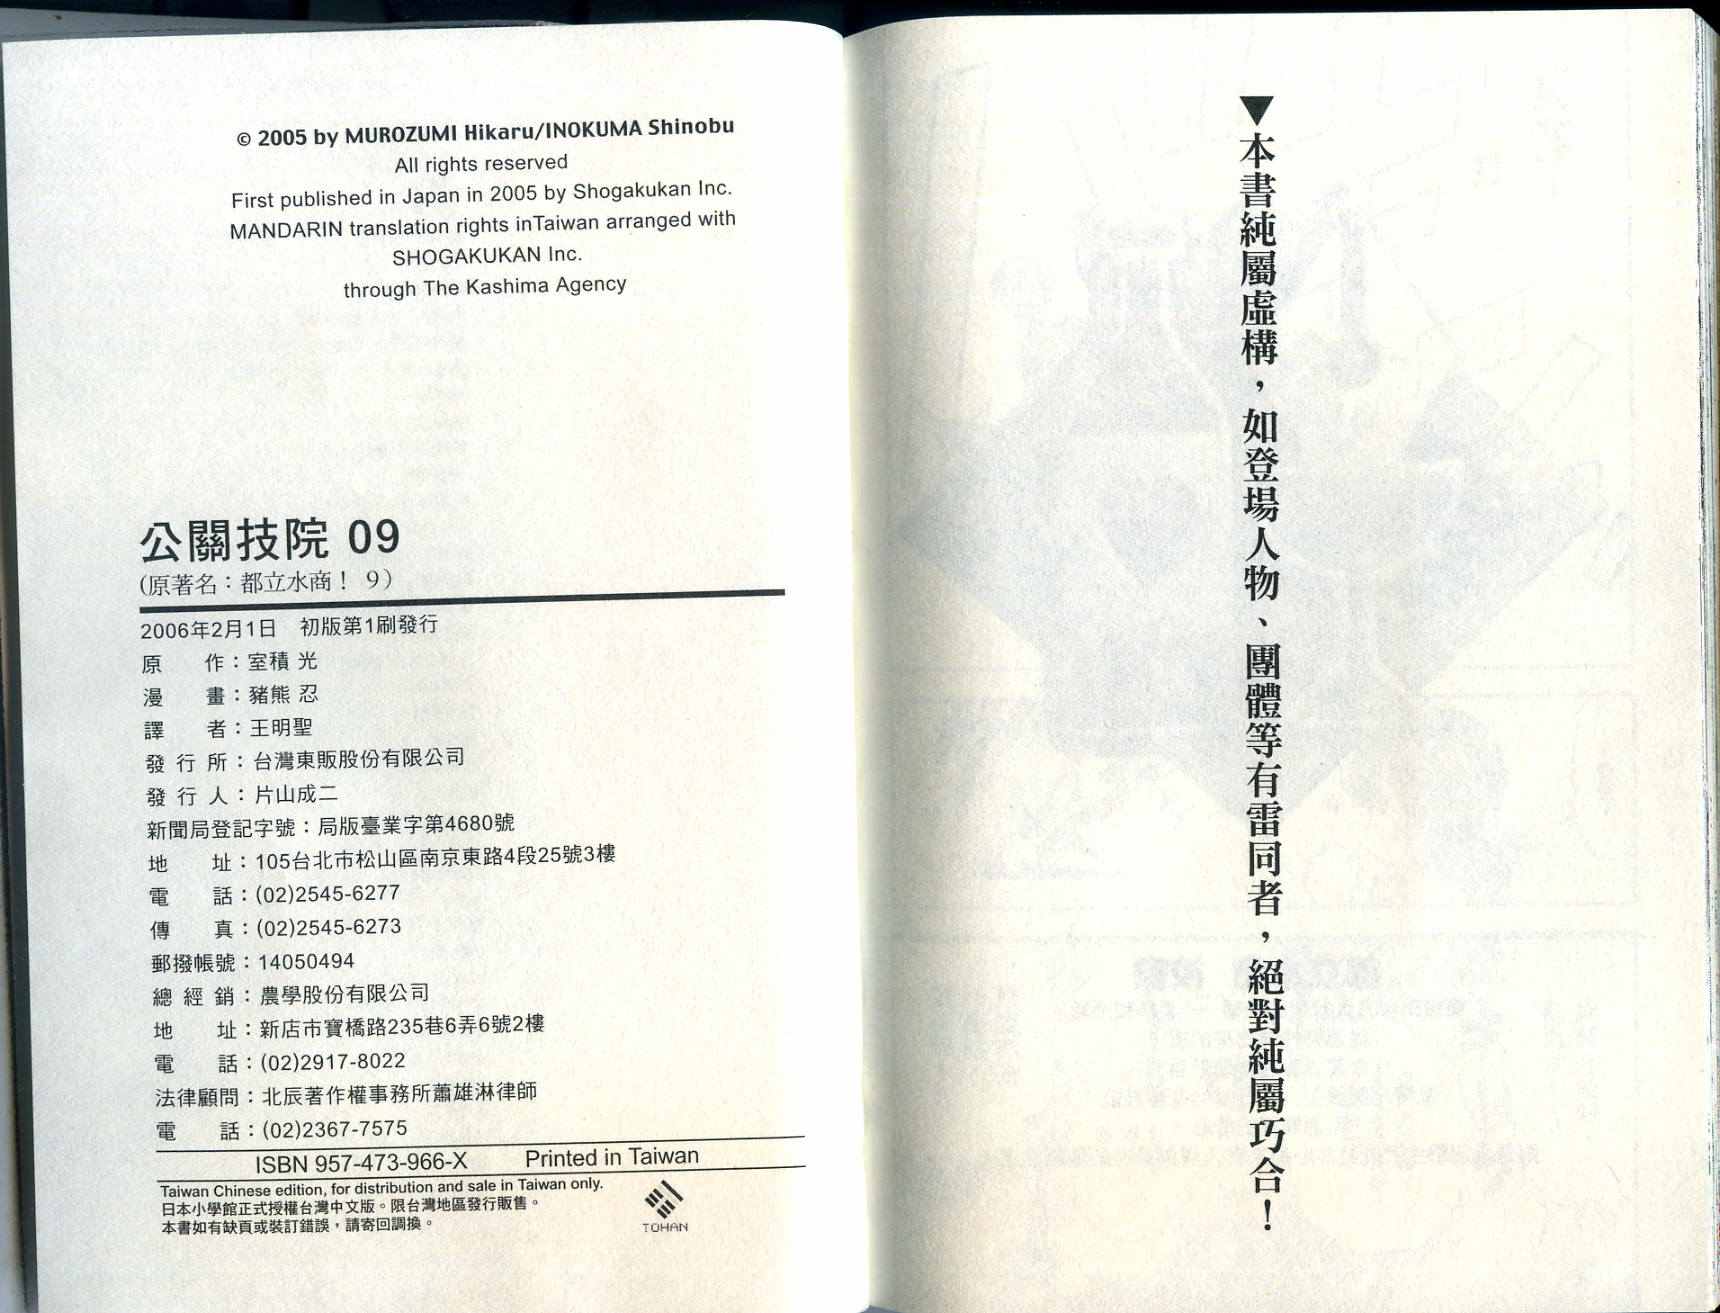 © 2005 by MUROZUMI Hikaru/INOKUMA Shinobu
All rights reserved
First published in Japan in 2005 by Shogakukan Inc.
MANDARIN translation rights inTaiwan arranged with
SHOGAKUKAN Inc.
through The Kashima Agency
公關技院 09
(原著名：都立水商！ 9)
2006年2月1日 初版第1刷發行
原 作：室積 光
漫 畫：豬熊 忍
譯 者：王明聖
發 行 所：台灣東販股份有限公司
發 行 人：片山成二
新聞局登記字號：局版臺業字第4680號
地 址：105台北市松山區南京東路4段25號3樓
電 話：(02)2545-6277
傳 真：(02)2545-6273
郵撥帳號：14050494
總 經 銷：農學股份有限公司
地 址：新店市寶橋路235巷6弄6號2樓
電 話：(02)2917-8022
法律顧問：北辰著作權事務所蕭雄淋律師
電 話：(02)2367-7575
ISBN 957-473-966-X Printed in Taiwan
Taiwan Chinese edition, for distribution and sale in Taiwan only.
日本小學館正式授權台灣中文版。限台灣地區發行販售。
本書如有缺頁或裝訂錯誤，請寄回調換。
TOHAN
▼本書純屬虛構，如登場人物、團體等有雷同者，絕對純屬巧合！